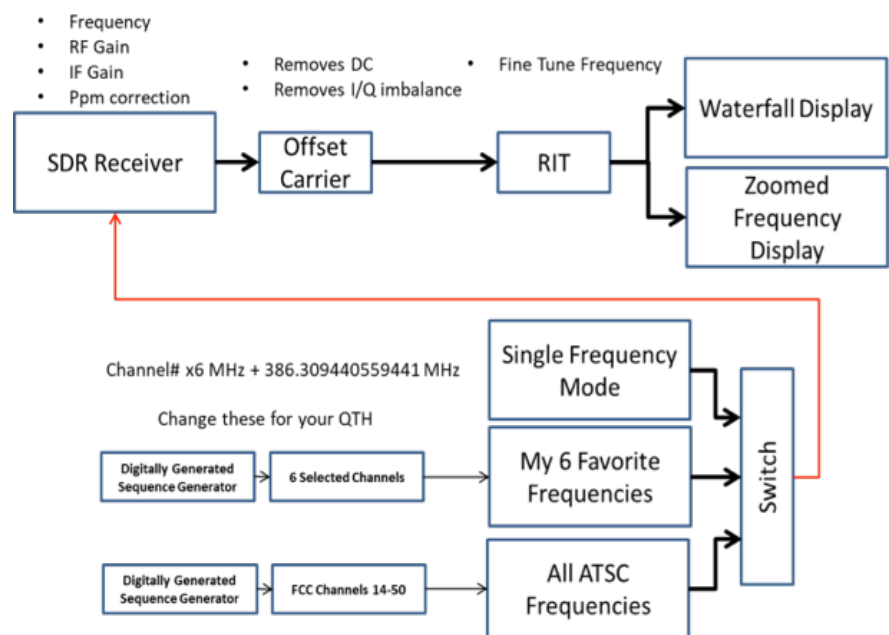 • Frequency
• RF Gain
• IF Gain
• Ppm correction
• Removes DC
• Removes I/Q imbalance
• Fine Tune Frequency
SDR Receiver
Offset
Carrier
RIT
Waterfall Display
Zoomed
Frequency
Display
Channel# x6 MHz + 386.309440559441 MHz
Change these for your QTH
Single Frequency
Mode
Digitally Generated
Sequence Generator
6 Selected Channels
My 6 Favorite
Frequencies
Digitally Generated
Sequence Generator
FCC Channels 14-50
All ATSC
Frequencies
Switch